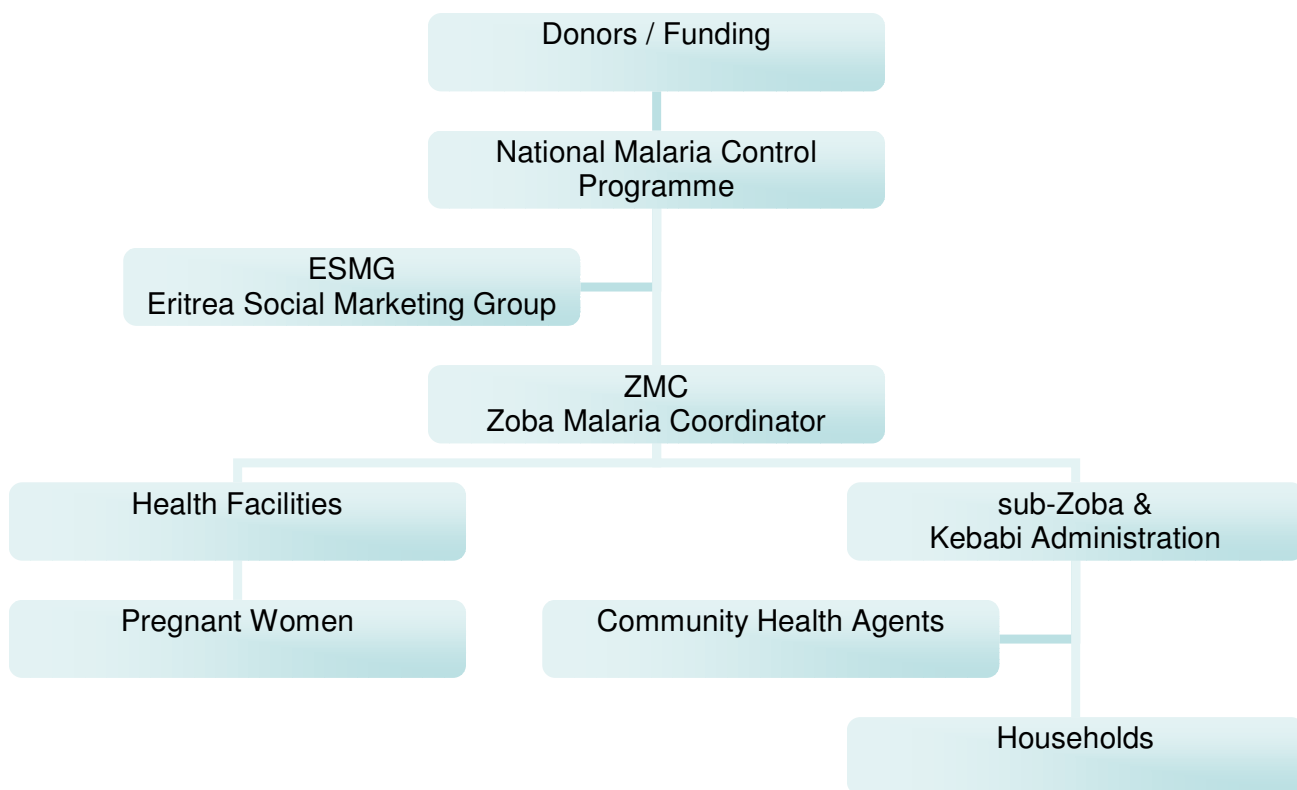 Donors / Funding
National Malaria Control
Programme
ESMG
Eritrea Social Marketing Group
ZMC
Zoba Malaria Coordinator
Health Facilities
sub-Zoba &
Kebabi Administration
Pregnant Women
Community Health Agents
Households